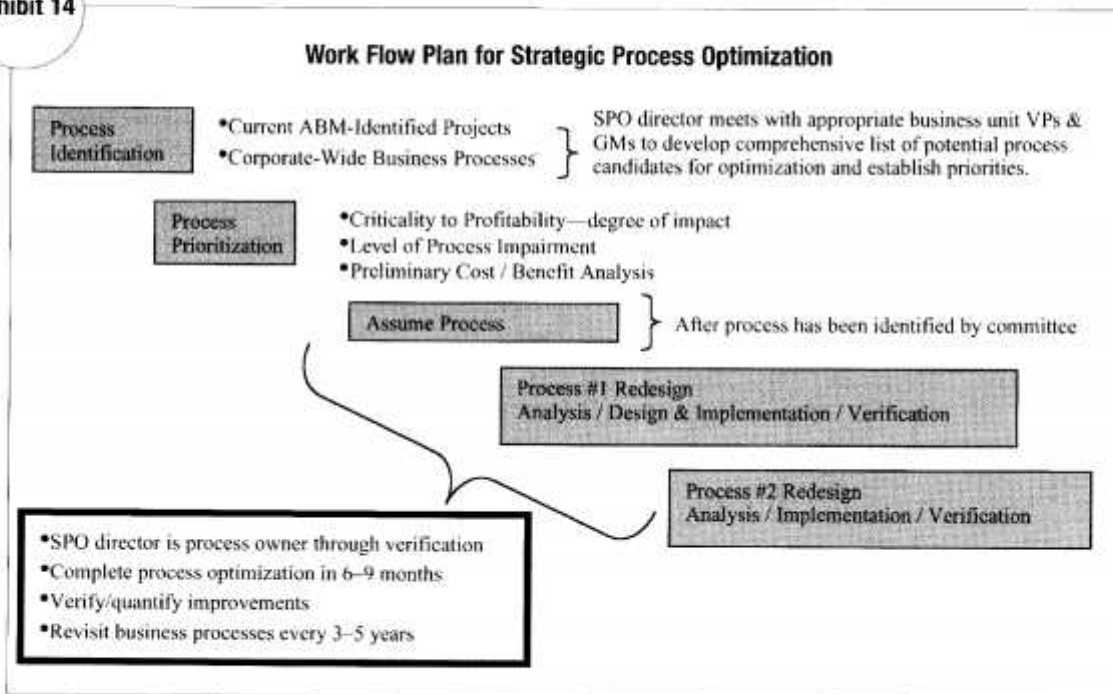 hibit 14
Work Flow Plan for Strategic Process Optimization
Process
Identification
•Current ABM-Identified Projects
•Corporate-Wide Business Processes
SPO director meets with appropriate business unit VPs &
GMs to develop comprehensive list of potential process
candidates for optimization and establish priorities.
Process
Prioritization
•Criticality to Profitability—degree of impact
•Level of Process Impairment
•Preliminary Cost / Benefit Analysis
Assume Process
After process has been identified by committee
Process #1 Redesign
Analysis / Design & Implementation / Verification
Process #2 Redesign
Analysis / Implementation / Verification
•SPO director is process owner through verification
•Complete process optimization in 6–9 months
•Verify/quantify improvements
•Revisit business processes every 3–5 years